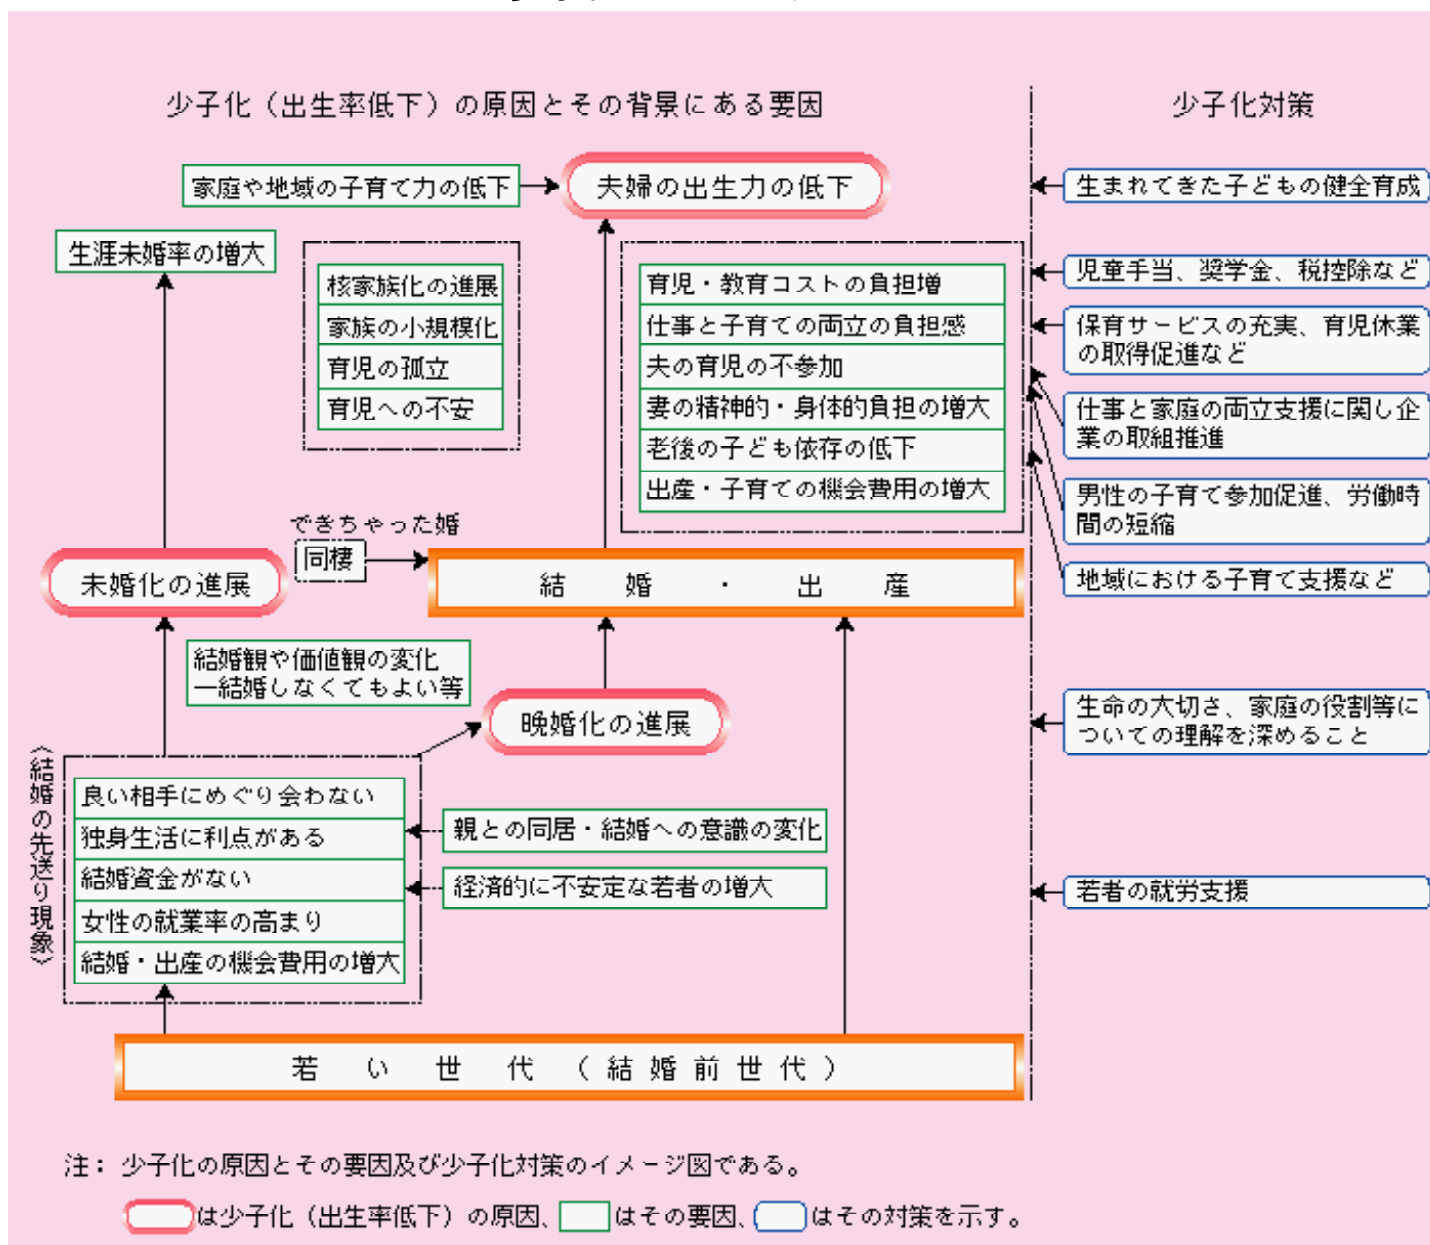 少子化（出生率低下）の原因とその背景にある要因
少子化対策
家庭や地域の子育て力の低下
夫婦の出生力の低下
生まれてきた子どもの健全育成
生涯未婚率の増大
核家族化の進展
家族の小規模化
育児の孤立
育児への不安
育児・教育コストの負担増
仕事と子育ての両立の負担感
夫の育児の不参加
妻の精神的・身体的負担の増大
老後の子ども依存の低下
出産・子育ての機会費用の増大
児童手当、奨学金、税控除など
保育サービスの充実、育児休業
の取得促進など
仕事と家庭の両立支援に関し企
業の取組推進
男性の子育て参加促進、労働時
間の短縮
地域における子育て支援など
できちゃった婚
同棲
未婚化の進展
結婚・出産
結婚観や価値観の変化
―結婚しなくてもよい等
晩婚化の進展
生命の大切さ、家庭の役割等に
ついての理解を深めること
〈結婚の先送り現象〉
良い相手にめぐり会わない
独身生活に利点がある
結婚資金がない
女性の就業率の高まり
結婚・出産の機会費用の増大
親との同居・結婚への意識の変化
経済的に不安定な若者の増大
若者の就労支援
若い世代（結婚前世代）
注：少子化の原因とその要因及び少子化対策のイメージ図である。
は少子化（出生率低下）の原因、はその要因、はその対策を示す。